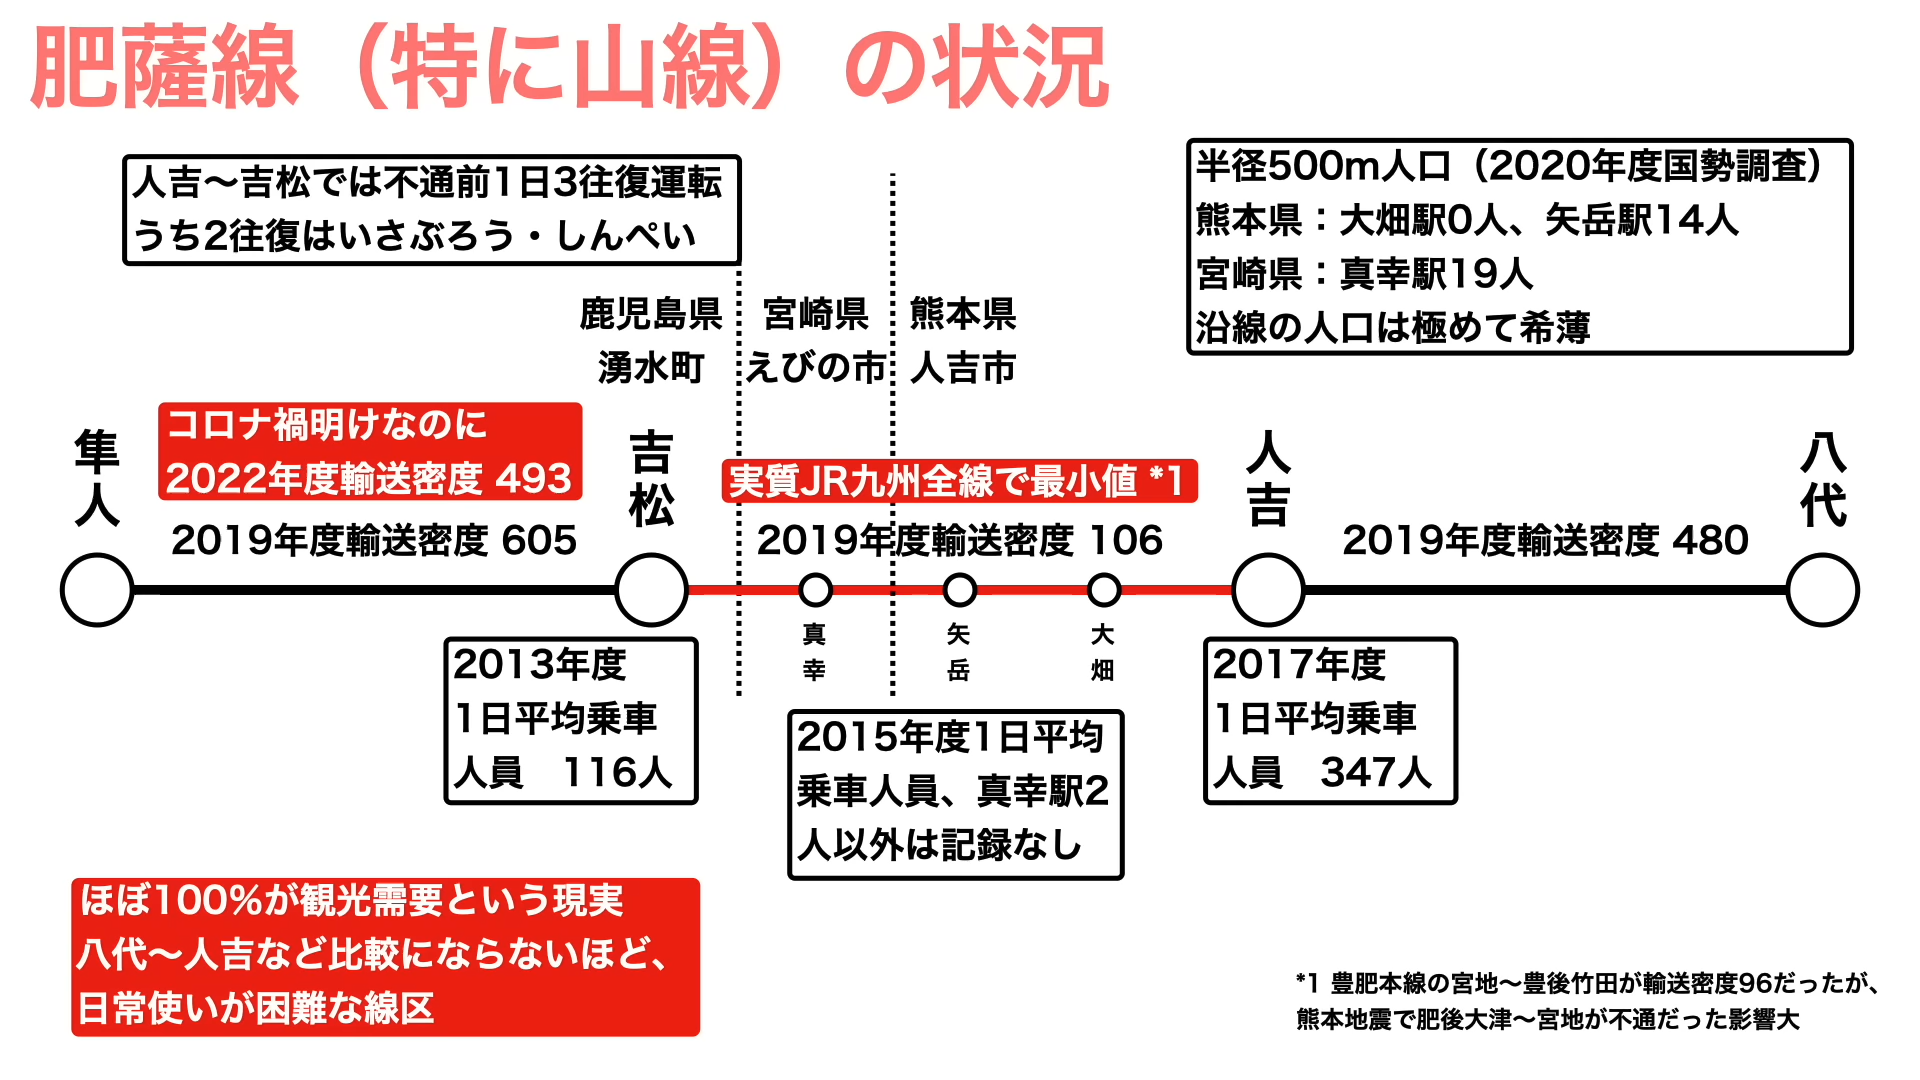 肥薩線（特に山線）の状況
人吉〜吉松では不通前1日3往復運転
うち2往復はいさぶろう・しんぺい
半径500m人口（2020年度国勢調査）
熊本県：大畑駅0人、矢岳駅14人
宮崎県：真幸駅19人
沿線の人口は極めて希薄
鹿児島県
湧水町
宮崎県
えびの市
熊本県
人吉市
隼人
コロナ禍明けなのに
2022年度輸送密度 493
2019年度輸送密度 605
吉松
実質JR九州全線で最小値 *1
2019年度輸送密度 106
人吉
2019年度輸送密度 480
八代
真幸
矢岳
大畑
2013年度
1日平均乗車
人員　116人
2015年度1日平均
乗車人員、真幸駅2
人以外は記録なし
2017年度
1日平均乗車
人員　347人
ほぼ100%が観光需要という現実
八代〜人吉など比較にならないほど、
日常使いが困難な線区
*1 豊肥本線の宮地〜豊後竹田が輸送密度96だったが、
熊本地震で肥後大津〜宮地が不通だった影響大